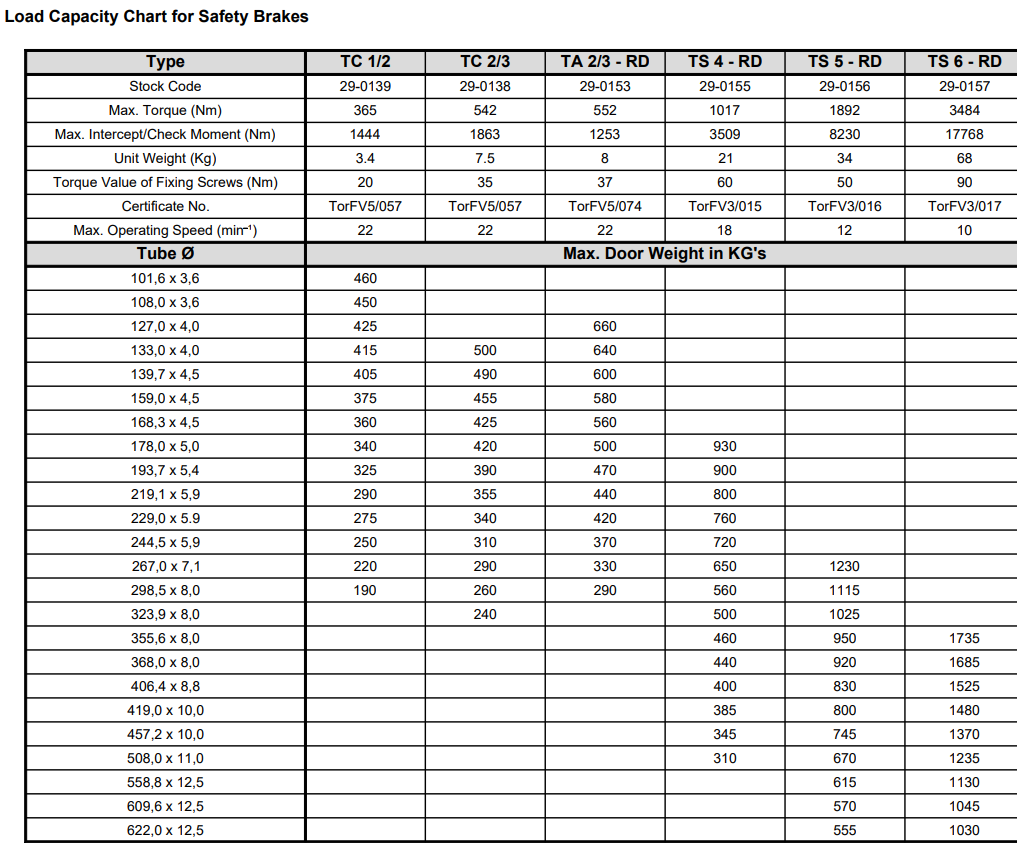 Load Capacity Chart for Safety Brakes
Type TC 1/2 TC 2/3 TA 2/3 - RD TS 4 - RD TS 5 - RD TS 6 - RD
Stock Code 29-0139 29-0138 29-0153 29-0155 29-0156 29-0157
Max. Torque (Nm) 365 542 552 1017 1892 3484
Max. Intercept/Check Moment (Nm) 1444 1863 1253 3509 8230 17768
Unit Weight (Kg) 3.4 7.5 8 21 34 68
Torque Value of Fixing Screws (Nm) 20 35 37 60 50 90
Certificate No. TorFV5/057 TorFV5/057 TorFV5/074 TorFV3/015 TorFV3/016 TorFV3/017
Max. Operating Speed (min⁻¹) 22 22 22 18 12 10
Tube Ø Max. Door Weight in KG's
101,6 x 3,6 460
108,0 x 3,6 450
127,0 x 4,0 425 660
133,0 x 4,0 415 500 640
139,7 x 4,5 405 490 600
159,0 x 4,5 375 455 580
168,3 x 4,5 360 425 560
178,0 x 5,0 340 420 500 930
193,7 x 5,4 325 390 470 900
219,1 x 5,9 290 355 440 800
229,0 x 5.9 275 340 420 760
244,5 x 5,9 250 310 370 720
267,0 x 7,1 220 290 330 650 1230
298,5 x 8,0 190 260 290 560 1115
323,9 x 8,0 240 500 1025
355,6 x 8,0 460 950 1735
368,0 x 8,0 440 920 1685
406,4 x 8,8 400 830 1525
419,0 x 10,0 385 800 1480
457,2 x 10,0 345 745 1370
508,0 x 11,0 310 670 1235
558,8 x 12,5 615 1130
609,6 x 12,5 570 1045
622,0 x 12,5 555 1030